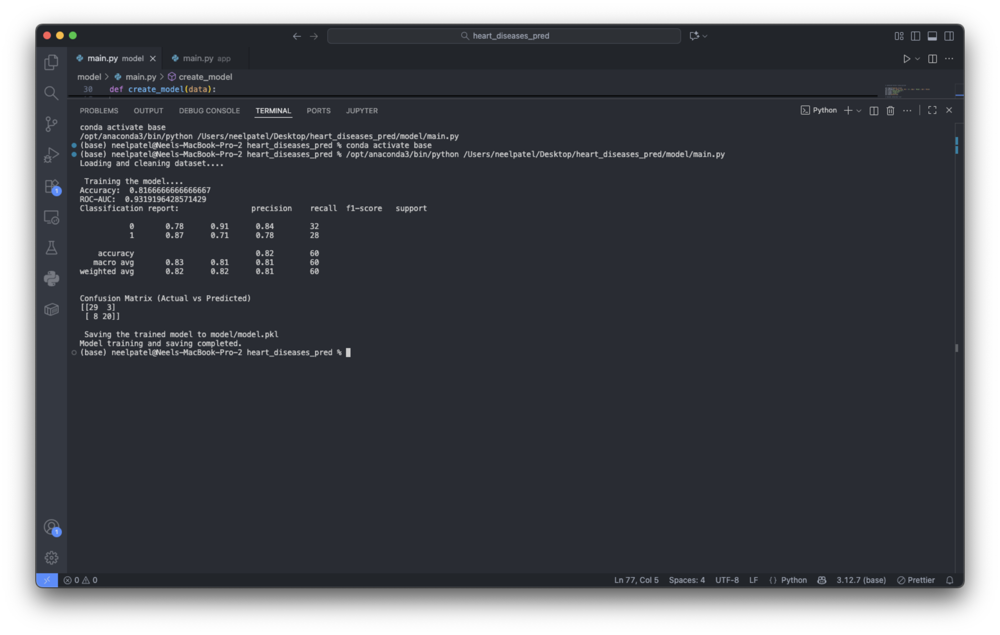 heart_diseases_pred
main.py model
main.py app
model > main.py > create_model
30 def create_model(data):
PROBLEMS OUTPUT DEBUG CONSOLE TERMINAL PORTS JUPYTER
Python
conda activate base
/opt/anaconda3/bin/python /Users/neelpatel/Desktop/heart_diseases_pred/model/main.py
(base) neelpatel@Neels-MacBook-Pro-2 heart_diseases_pred % conda activate base
(base) neelpatel@Neels-MacBook-Pro-2 heart_diseases_pred % /opt/anaconda3/bin/python /Users/neelpatel/Desktop/heart_diseases_pred/model/main.py
Loading and cleaning dataset....
Training the model....
Accuracy: 0.8166666666666667
ROC-AUC: 0.9319196428571429
Classification report: precision recall f1-score support
0 0.78 0.91 0.84 32
1 0.87 0.71 0.78 28
accuracy 0.82 60
macro avg 0.83 0.81 0.81 60
weighted avg 0.82 0.82 0.81 60
Confusion Matrix (Actual vs Predicted)
[[29 3]
[ 8 20]]
Saving the trained model to model/model.pkl
Model training and saving completed.
(base) neelpatel@Neels-MacBook-Pro-2 heart_diseases_pred %
1
1
0 0
Ln 77, Col 5 Spaces: 4 UTF-8 LF {} Python 3.12.7 (base) Prettier